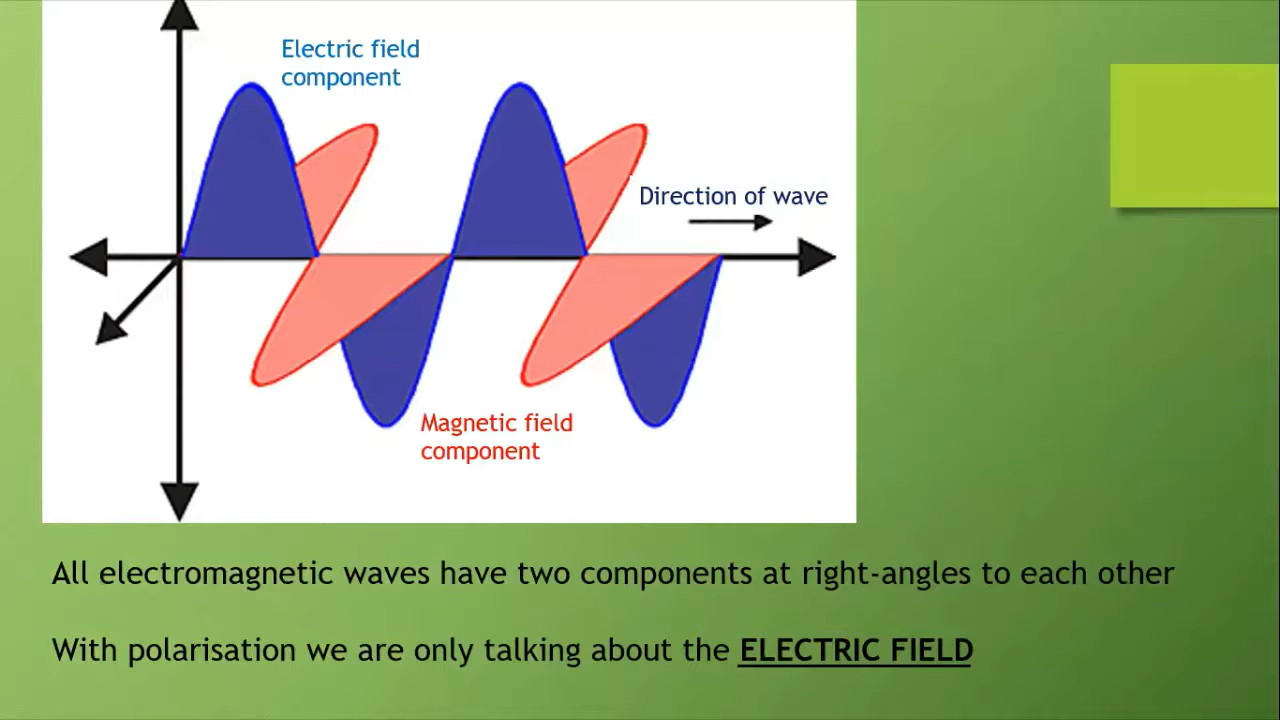 Electric field
component
Direction of wave
Magnetic field
component
All electromagnetic waves have two components at right-angles to each other
With polarisation we are only talking about the ELECTRIC FIELD